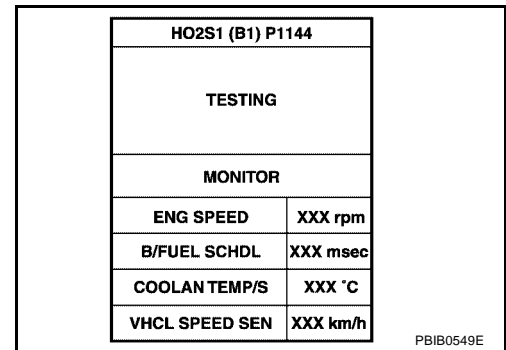 HO2S1 (B1) P1144
TESTING
MONITOR
ENG SPEED XXX rpm
B/FUEL SCHDL XXX msec
COOLAN TEMP/S XXX °C
VHCL SPEED SEN XXX km/h
PBIB0549E